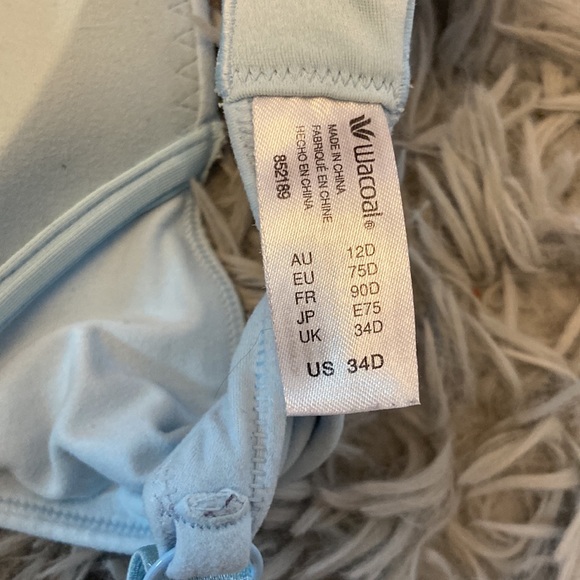 wacoal®
MADE IN CHINA
FABRIQUÉ EN CHINE
HECHO EN CHINA
852189
AU 12D
EU 75D
FR 90D
JP E75
UK 34D
US 34D